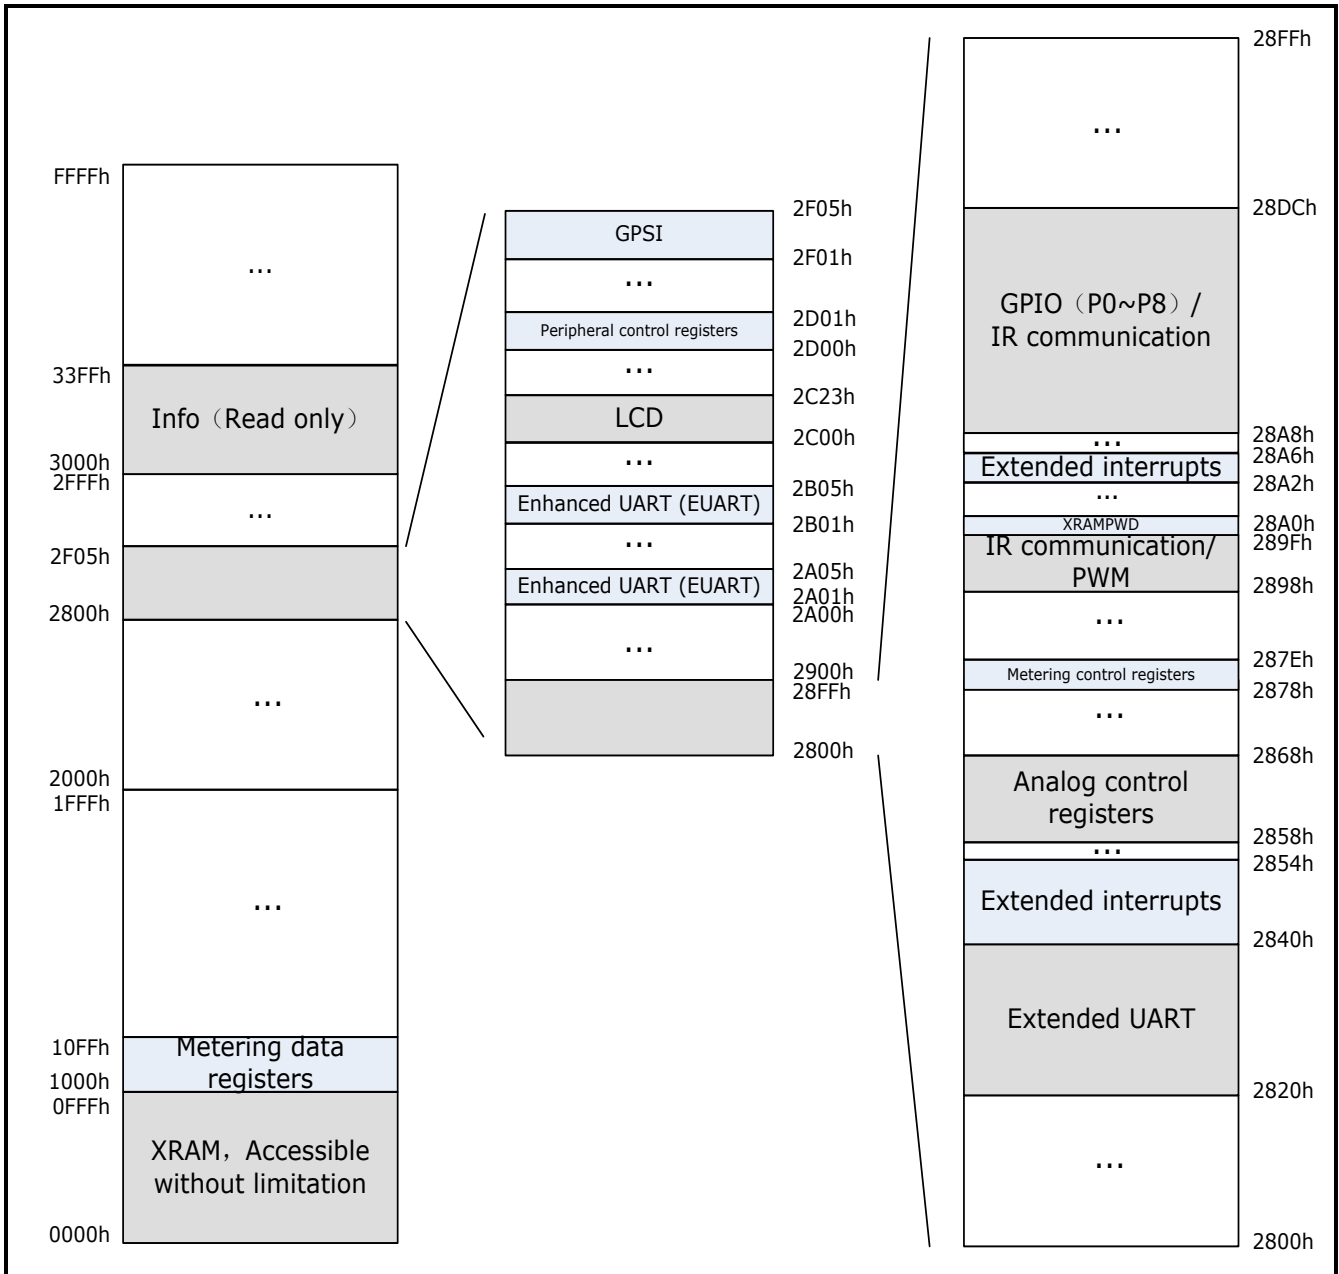 FFFFh
...
33FFh
Info（Read only）
3000h
2FFFh
...
2F05h
2800h
...
2000h
1FFFh
...
10FFh
Metering data
registers
1000h
0FFFh
XRAM，Accessible
without limitation
0000h
2F05h
GPSI
2F01h
...
2D01h
Peripheral control registers
2D00h
...
2C23h
LCD
2C00h
...
2B05h
Enhanced UART (EUART)
2B01h
...
2A05h
Enhanced UART (EUART)
2A01h
2A00h
...
2900h
28FFh
2800h
28FFh
...
28DCh
GPIO（P0~P8）/
IR communication
28A8h
...
28A6h
Extended interrupts
28A2h
...
28A0h
XRAMPWD
289Fh
IR communication/
PWM
2898h
...
287Eh
Metering control registers
2878h
...
2868h
Analog control
registers
2858h
...
2854h
Extended interrupts
2840h
Extended UART
2820h
...
2800h